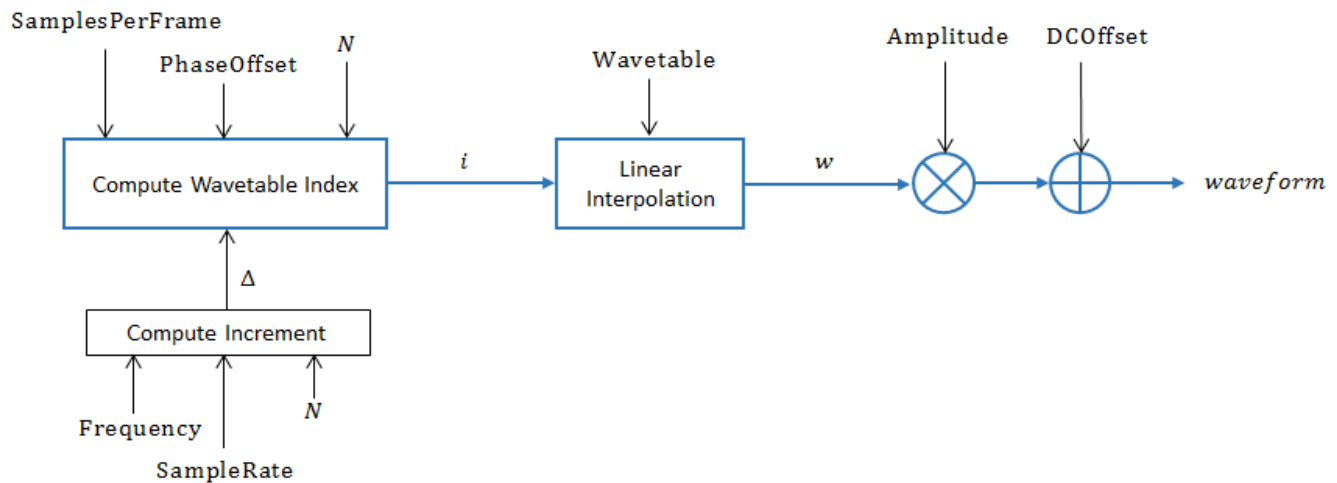 SamplesPerFrame
PhaseOffset
N
Wavetable
Amplitude
DCOffset
Compute Wavetable Index
i
Linear
Interpolation
w
waveform
Δ
Compute Increment
Frequency
SampleRate
N